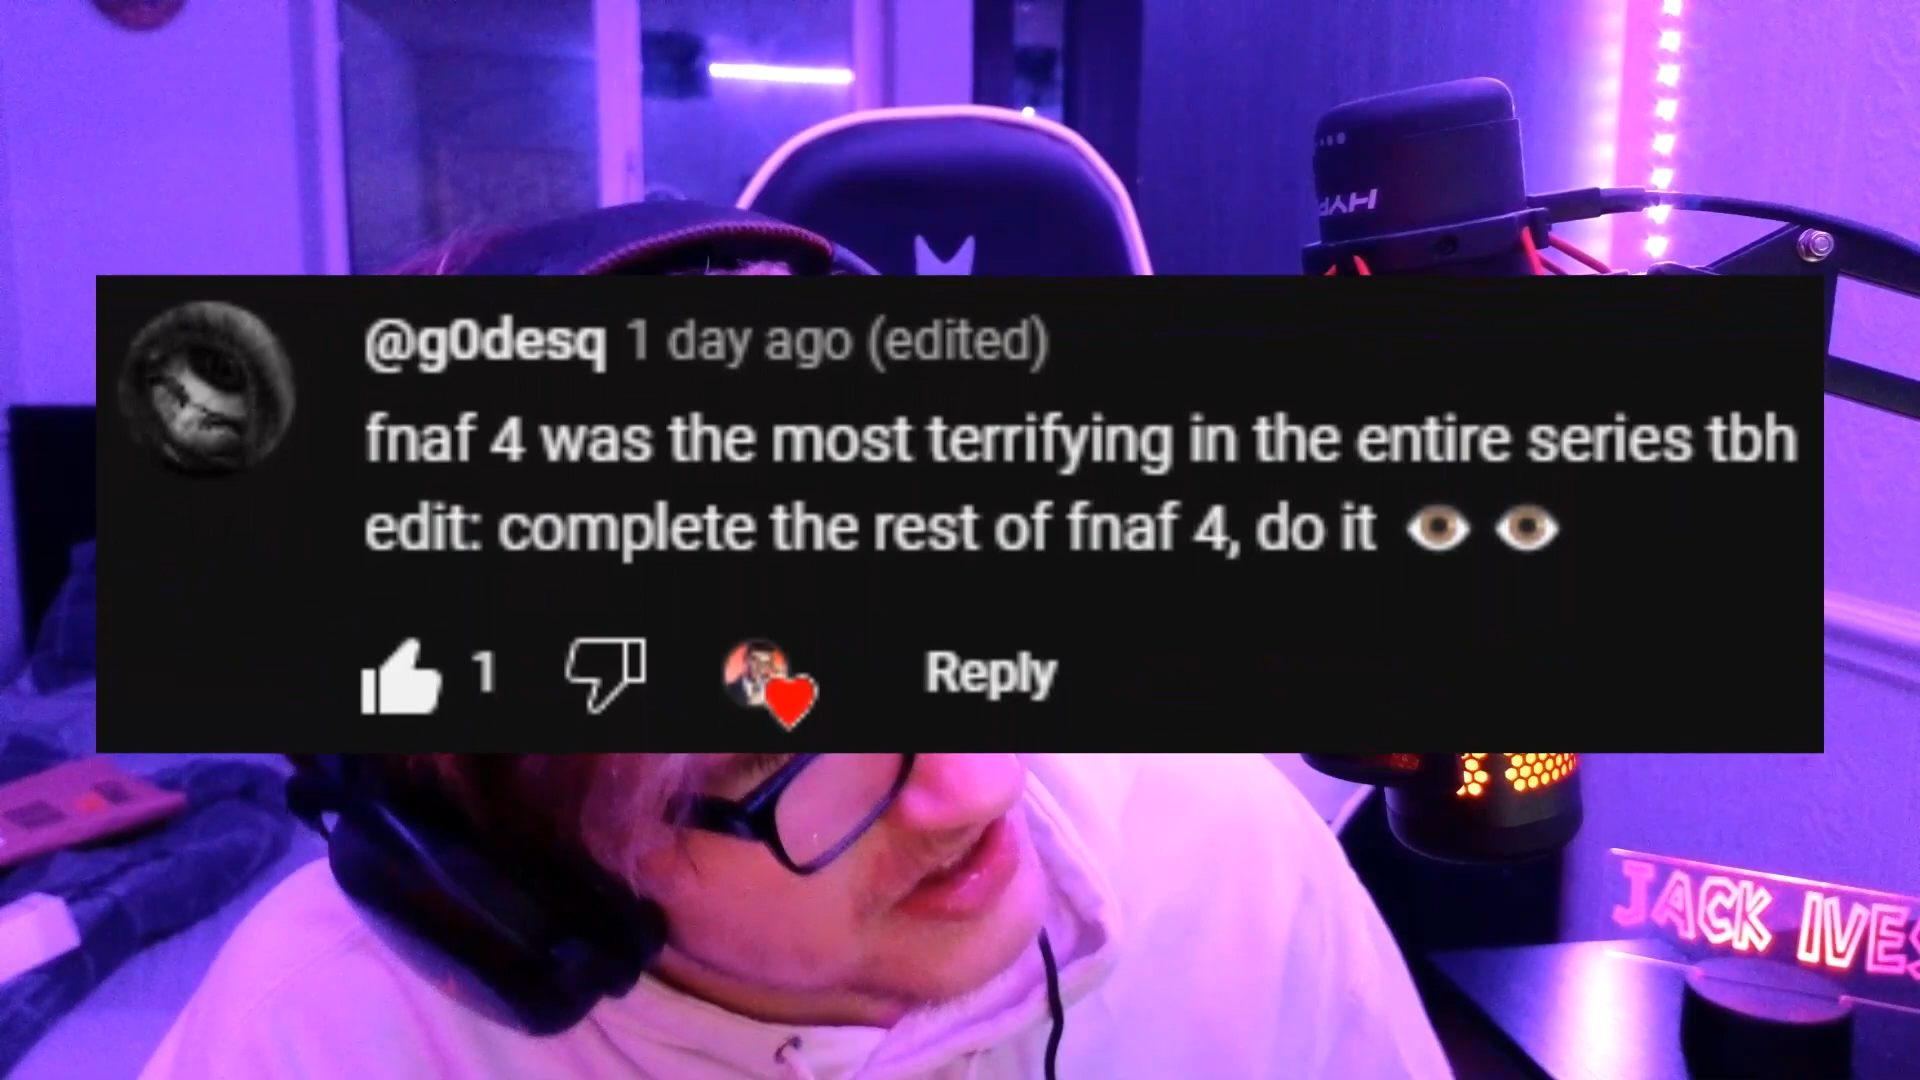 @g0desq 1 day ago (edited)
fnaf 4 was the most terrifying in the entire series tbh
edit: complete the rest of fnaf 4, do it 👁️ 👁️
1
Reply
JACK IVES